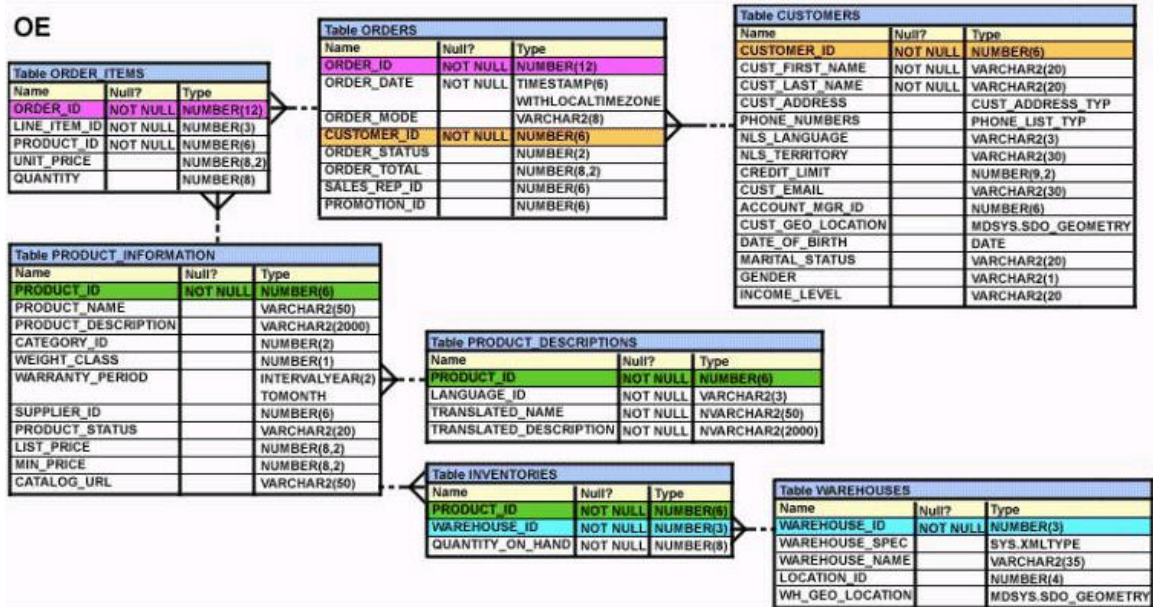 OE
Table ORDER_ITEMS
Name Null? Type
ORDER_ID NOT NULL NUMBER(12)
LINE_ITEM_ID NOT NULL NUMBER(3)
PRODUCT_ID NOT NULL NUMBER(6)
UNIT_PRICE NUMBER(8,2)
QUANTITY NUMBER(8)
Table ORDERS
Name Null? Type
ORDER_ID NOT NULL NUMBER(12)
ORDER_DATE NOT NULL TIMESTAMP(6)
WITHLOCALTIMEZONE
ORDER_MODE VARCHAR2(8)
CUSTOMER_ID NOT NULL NUMBER(6)
ORDER_STATUS NUMBER(2)
ORDER_TOTAL NUMBER(8,2)
SALES_REP_ID NUMBER(6)
PROMOTION_ID NUMBER(6)
Table CUSTOMERS
Name Null? Type
CUSTOMER_ID NOT NULL NUMBER(6)
CUST_FIRST_NAME NOT NULL VARCHAR2(20)
CUST_LAST_NAME NOT NULL VARCHAR2(20)
CUST_ADDRESS CUST_ADDRESS_TYP
PHONE_NUMBERS PHONE_LIST_TYP
NLS_LANGUAGE VARCHAR2(3)
NLS_TERRITORY VARCHAR2(30)
CREDIT_LIMIT NUMBER(9,2)
CUST_EMAIL VARCHAR2(30)
ACCOUNT_MGR_ID NUMBER(6)
CUST_GEO_LOCATION MDSYS.SDO_GEOMETRY
DATE_OF_BIRTH DATE
MARITAL_STATUS VARCHAR2(20)
GENDER VARCHAR2(1)
INCOME_LEVEL VARCHAR2(20
Table PRODUCT_INFORMATION
Name Null? Type
PRODUCT_ID NOT NULL NUMBER(6)
PRODUCT_NAME VARCHAR2(50)
PRODUCT_DESCRIPTION VARCHAR2(2000)
CATEGORY_ID NUMBER(2)
WEIGHT_CLASS NUMBER(1)
WARRANTY_PERIOD INTERVALYEAR(2)
TOMONTH
SUPPLIER_ID NUMBER(6)
PRODUCT_STATUS VARCHAR2(20)
LIST_PRICE NUMBER(8,2)
MIN_PRICE NUMBER(8,2)
CATALOG_URL VARCHAR2(50)
Table PRODUCT_DESCRIPTIONS
Name Null? Type
PRODUCT_ID NOT NULL NUMBER(6)
LANGUAGE_ID NOT NULL VARCHAR2(3)
TRANSLATED_NAME NOT NULL NVARCHAR2(50)
TRANSLATED_DESCRIPTION NOT NULL NVARCHAR2(2000)
Table INVENTORIES
Name Null? Type
PRODUCT_ID NOT NULL NUMBER(6)
WAREHOUSE_ID NOT NULL NUMBER(3)
QUANTITY_ON_HAND NOT NULL NUMBER(8)
Table WAREHOUSES
Name Null? Type
WAREHOUSE_ID NOT NULL NUMBER(3)
WAREHOUSE_SPEC SYS.XMLTYPE
WAREHOUSE_NAME VARCHAR2(35)
LOCATION_ID NUMBER(4)
WH_GEO_LOCATION MDSYS.SDO_GEOMETRY